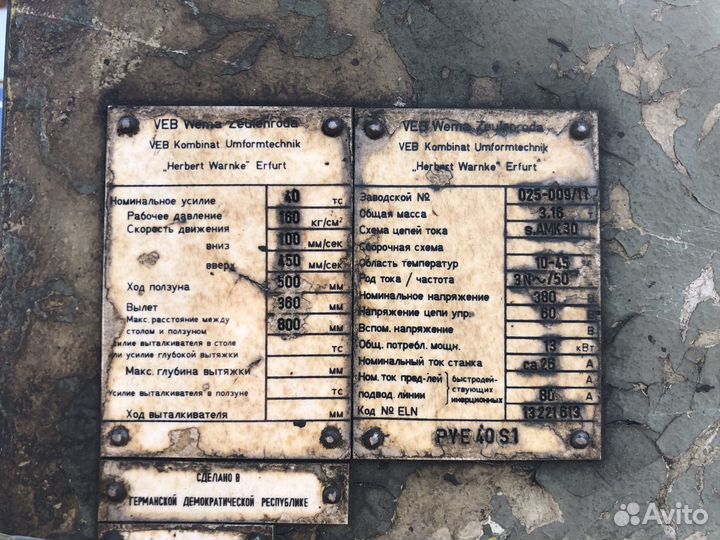 VEB Wema Zeulenroda
VEB Kombinat Umformtechnik
„Herbert Warnke" Erfurt
Номинальное усилие 40 тс
Рабочее давление 160 кг/см²
Скорость движения
вниз 100 мм/сек
вверх 450 мм/сек
Ход ползуна 500 мм
Вылет 360 мм
Макс. расстояние между
столом и ползуном 800 мм
усилие выталкивателя в столе
или усилие глубокой вытяжки тс
Макс. глубина вытяжки мм
Усилие выталкивателя в ползуне тс
Ход выталкивателя мм
СДЕЛАНО В
ГЕРМАНСКОЙ ДЕМОКРАТИЧЕСКОЙ РЕСПУБЛИКЕ
VEB Wema Zeulenroda
VEB Kombinat Umformtechnik
„Herbert Warnke" Erfurt
Заводской № 025-009/11
Общая масса 3,16 т
Схема цепей тока s.AMK30
Сборочная схема
Область температур 10-45 °C
Род тока / частота 3N~/50
Номинальное напряжение 380 В
Напряжение цепи упр. 60 В
Вспом. напряжение В
Общ. потребл. мощн. 13 кВт
Номинальный ток станка ca 26 А
Ном. ток пред-лей быстродей- А
подвод. линии ствующих
инерционных 80 А
Код № ELN 13221613
PYE 40 S1
Avito